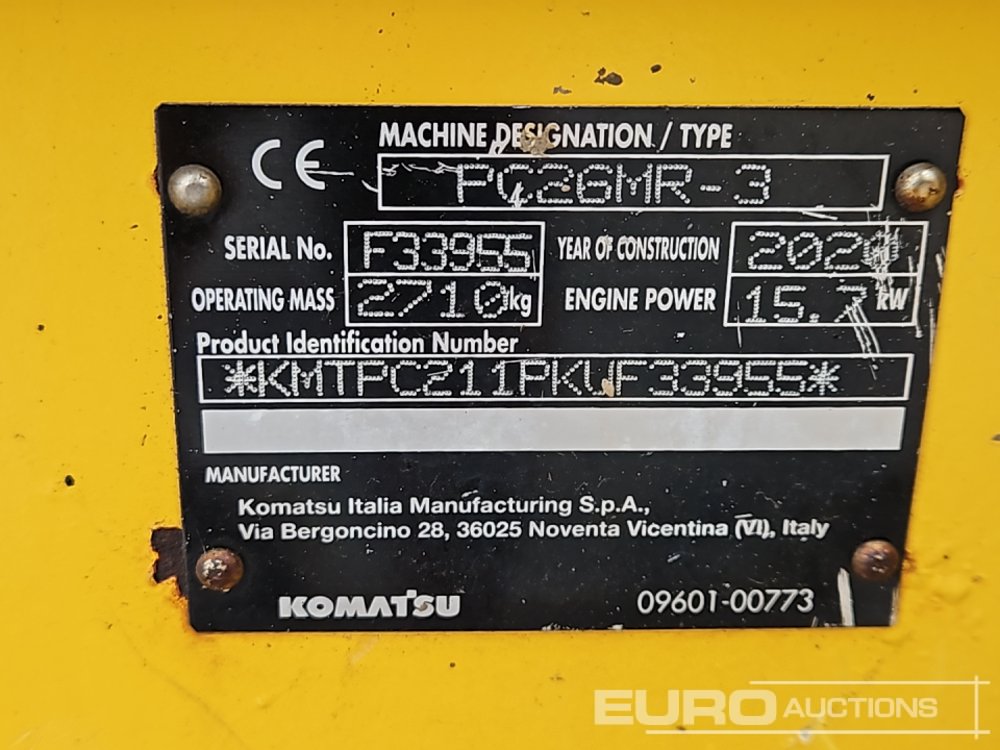 CE
MACHINE DESIGNATION / TYPE
PC26MR-3
SERIAL No. F33955 YEAR OF CONSTRUCTION 2020
OPERATING MASS 2710kg ENGINE POWER 15.7 kW
Product Identification Number
*KMTPC211PKUF33955*
MANUFACTURER
Komatsu Italia Manufacturing S.p.A.,
Via Bergoncino 28, 36025 Noventa Vicentina (VI), Italy
KOMATSU 09601-00773
EURO AUCTIONS